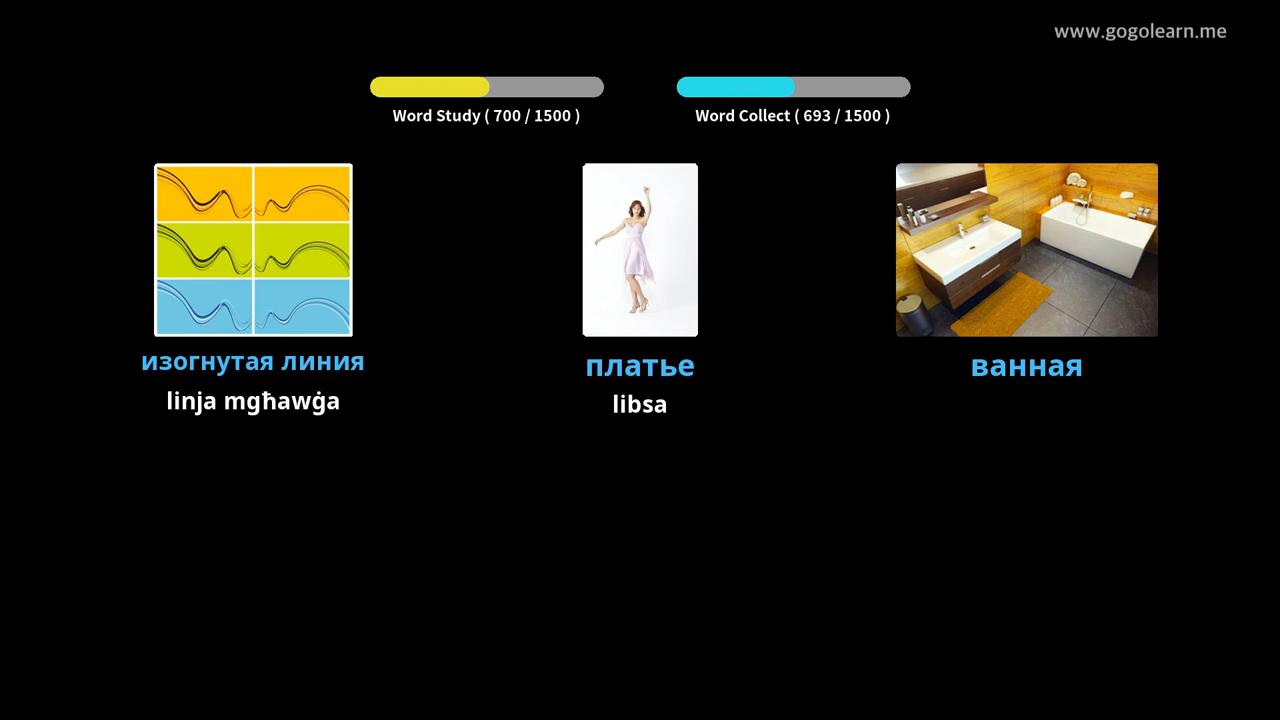 www.gogolearn.me
Word Study ( 700 / 1500 )
Word Collect ( 693 / 1500 )
изогнутая линия
linja mgħawġa
платье
libsa
ванная